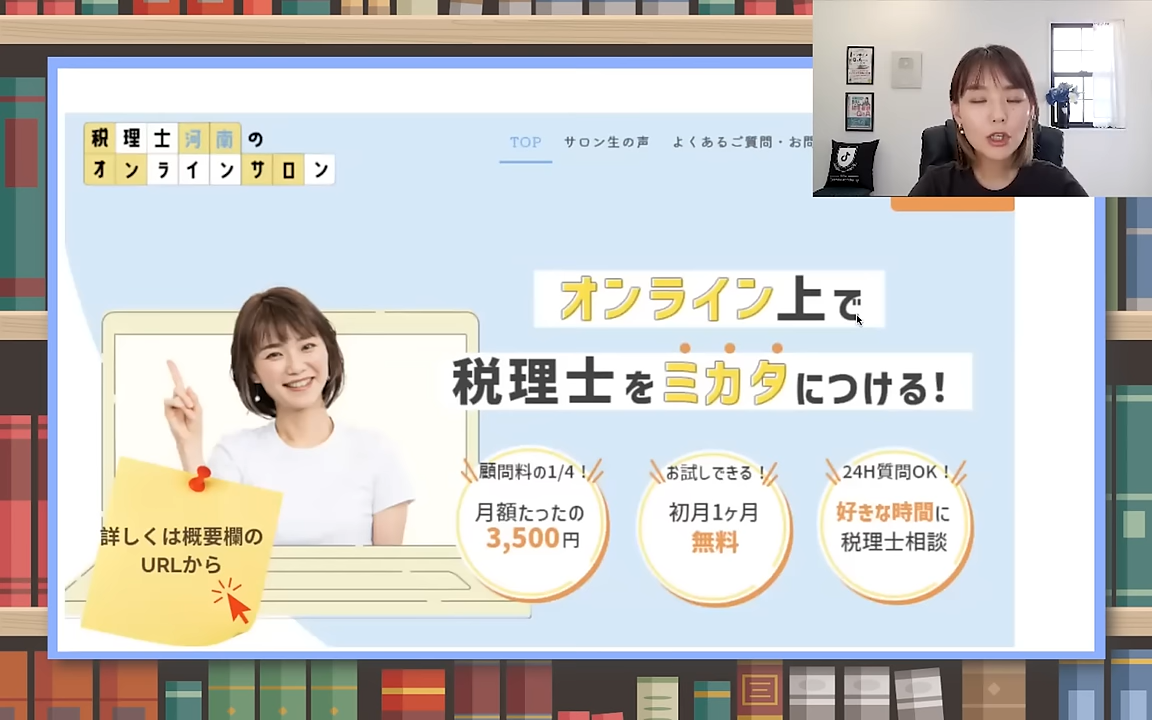 税理士河南の
オンラインサロン
TOP サロン生の声 よくあるご質問・お問
オンライン上で
税理士をミカタにつける!
顧問料の1/4!
月額たったの
3,500円
お試しできる!
初月1ヶ月
無料
24H質問OK!
好きな時間に
税理士相談
詳しくは概要欄の
URLから